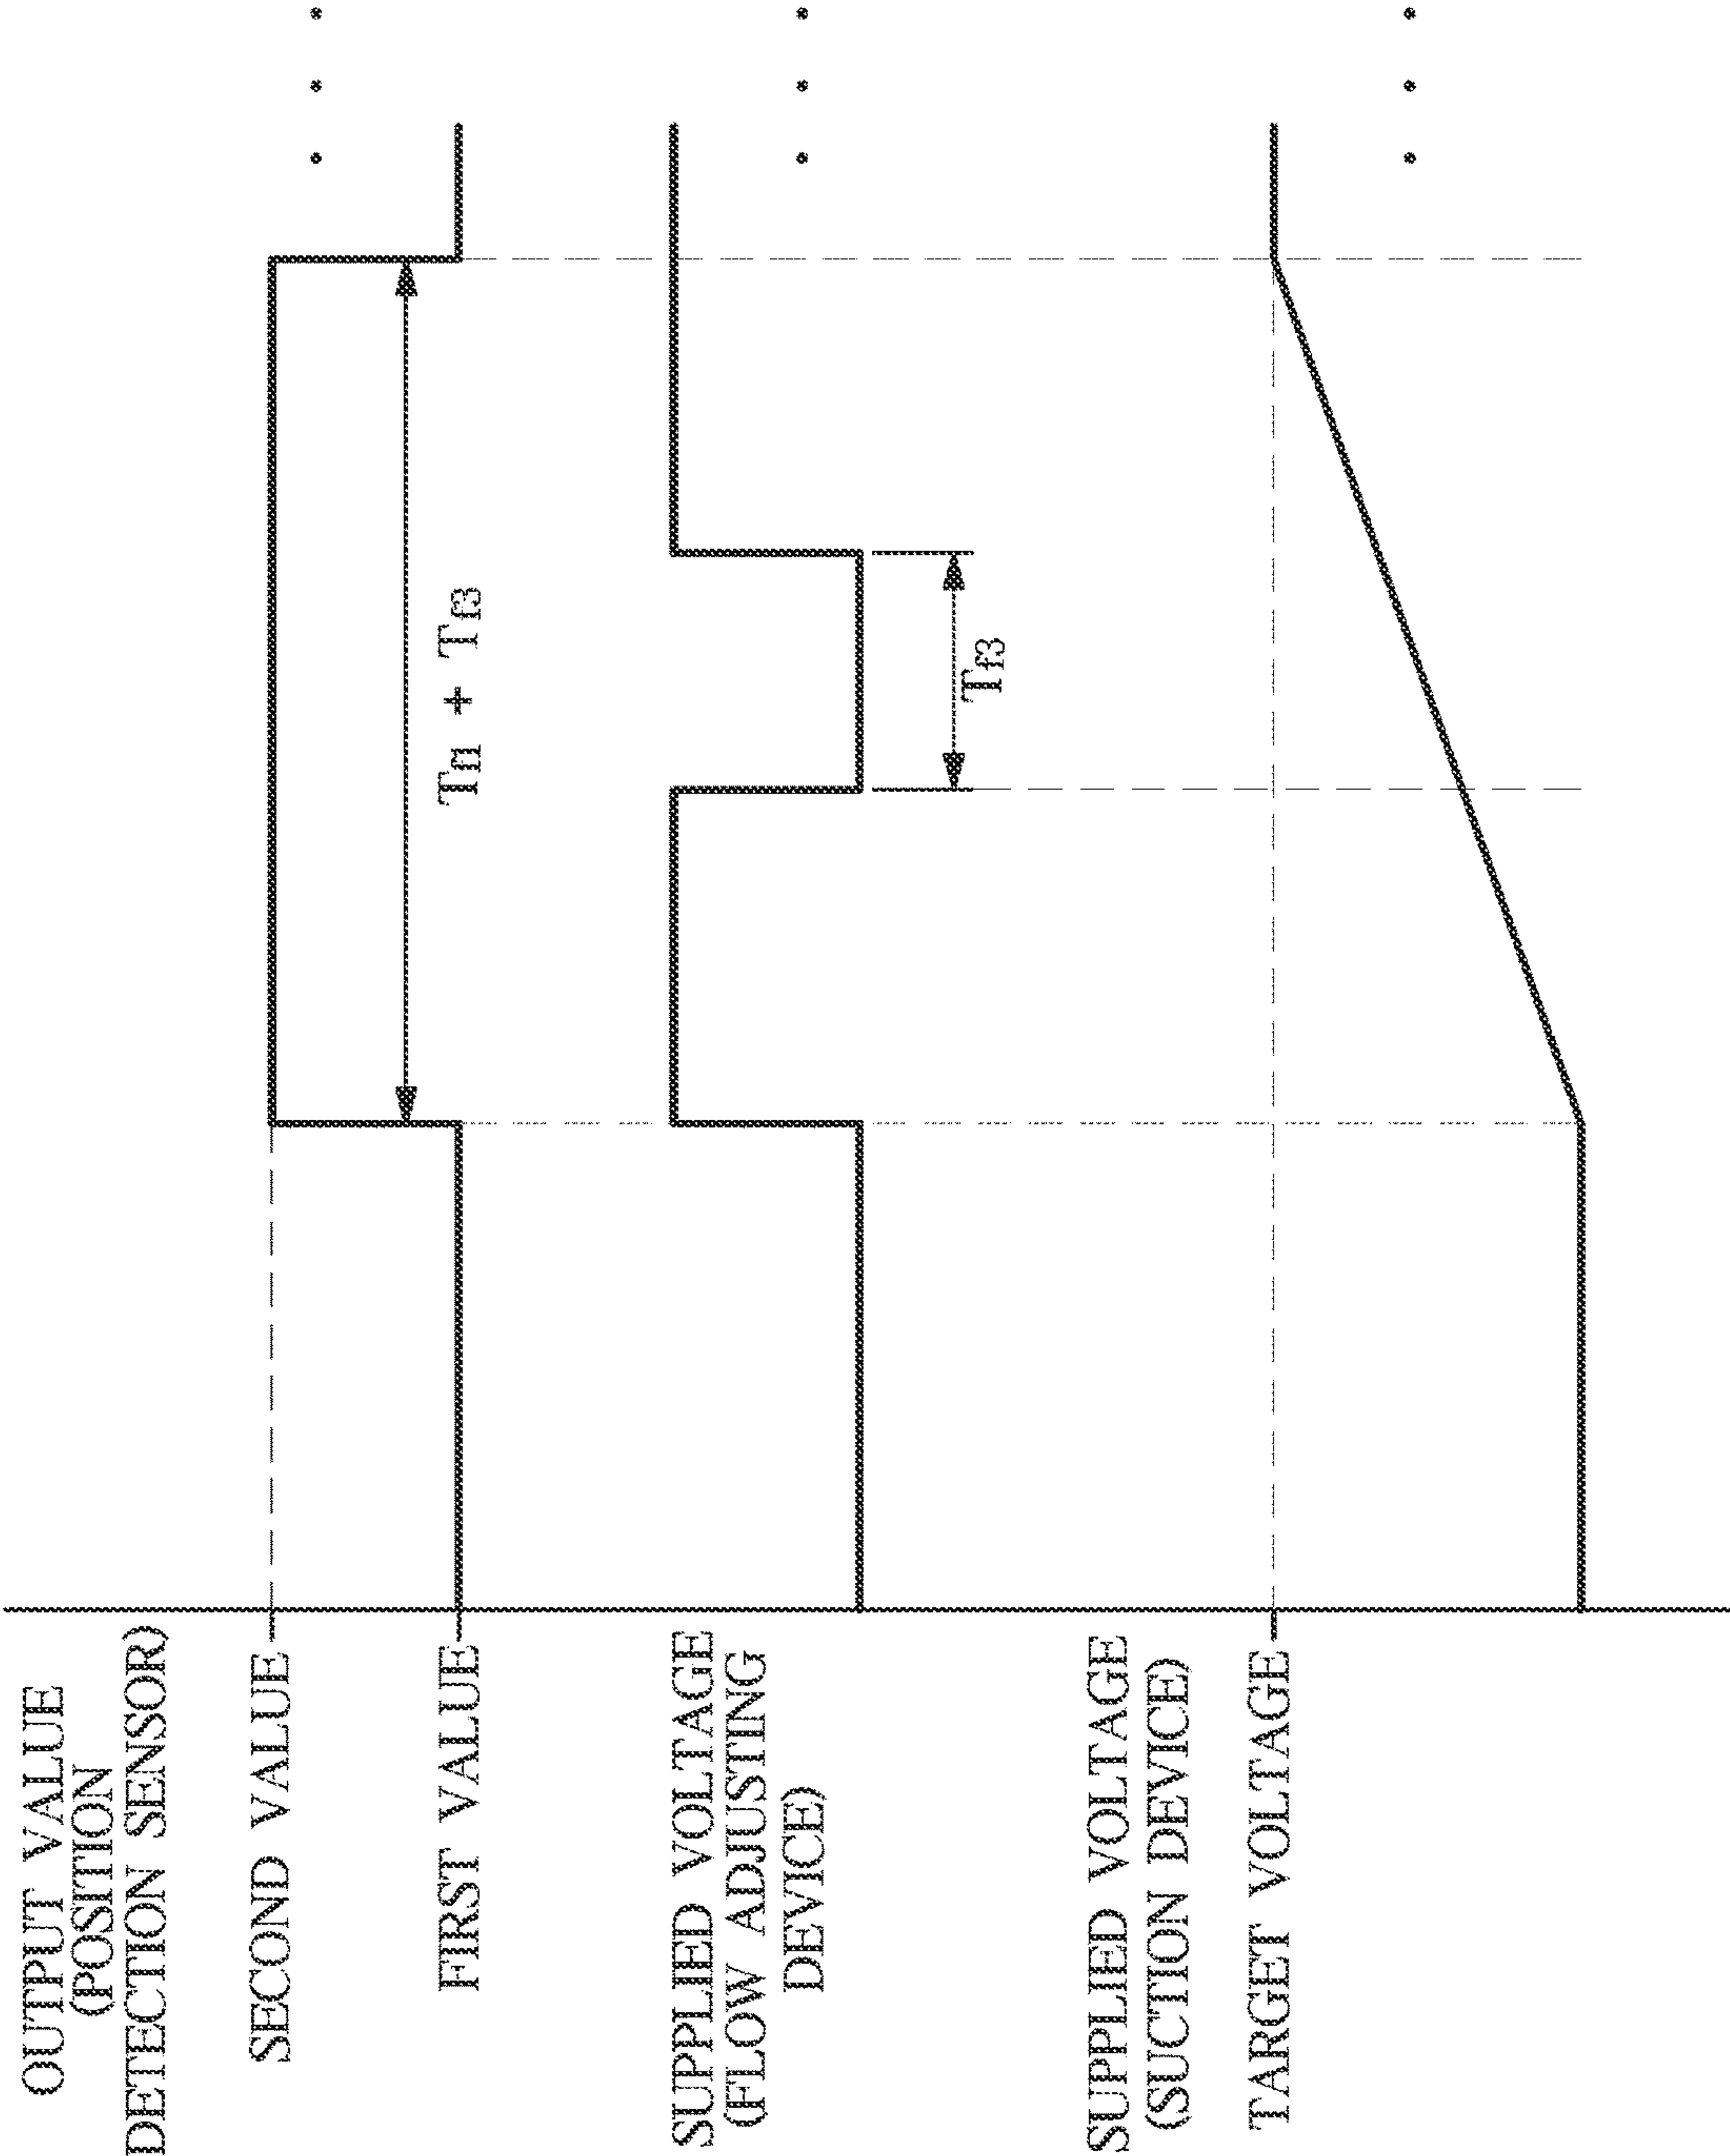 OUTPUT VALUE
(POSITION
DETECTION SENSOR)
SECOND VALUE
FIRST VALUE
Tn + Tf3
SUPPLIED VOLTAGE
(FLOW ADJUSTING
DEVICE)
Tf3
SUPPLIED VOLTAGE
(SUCTION DEVICE)
TARGET VOLTAGE